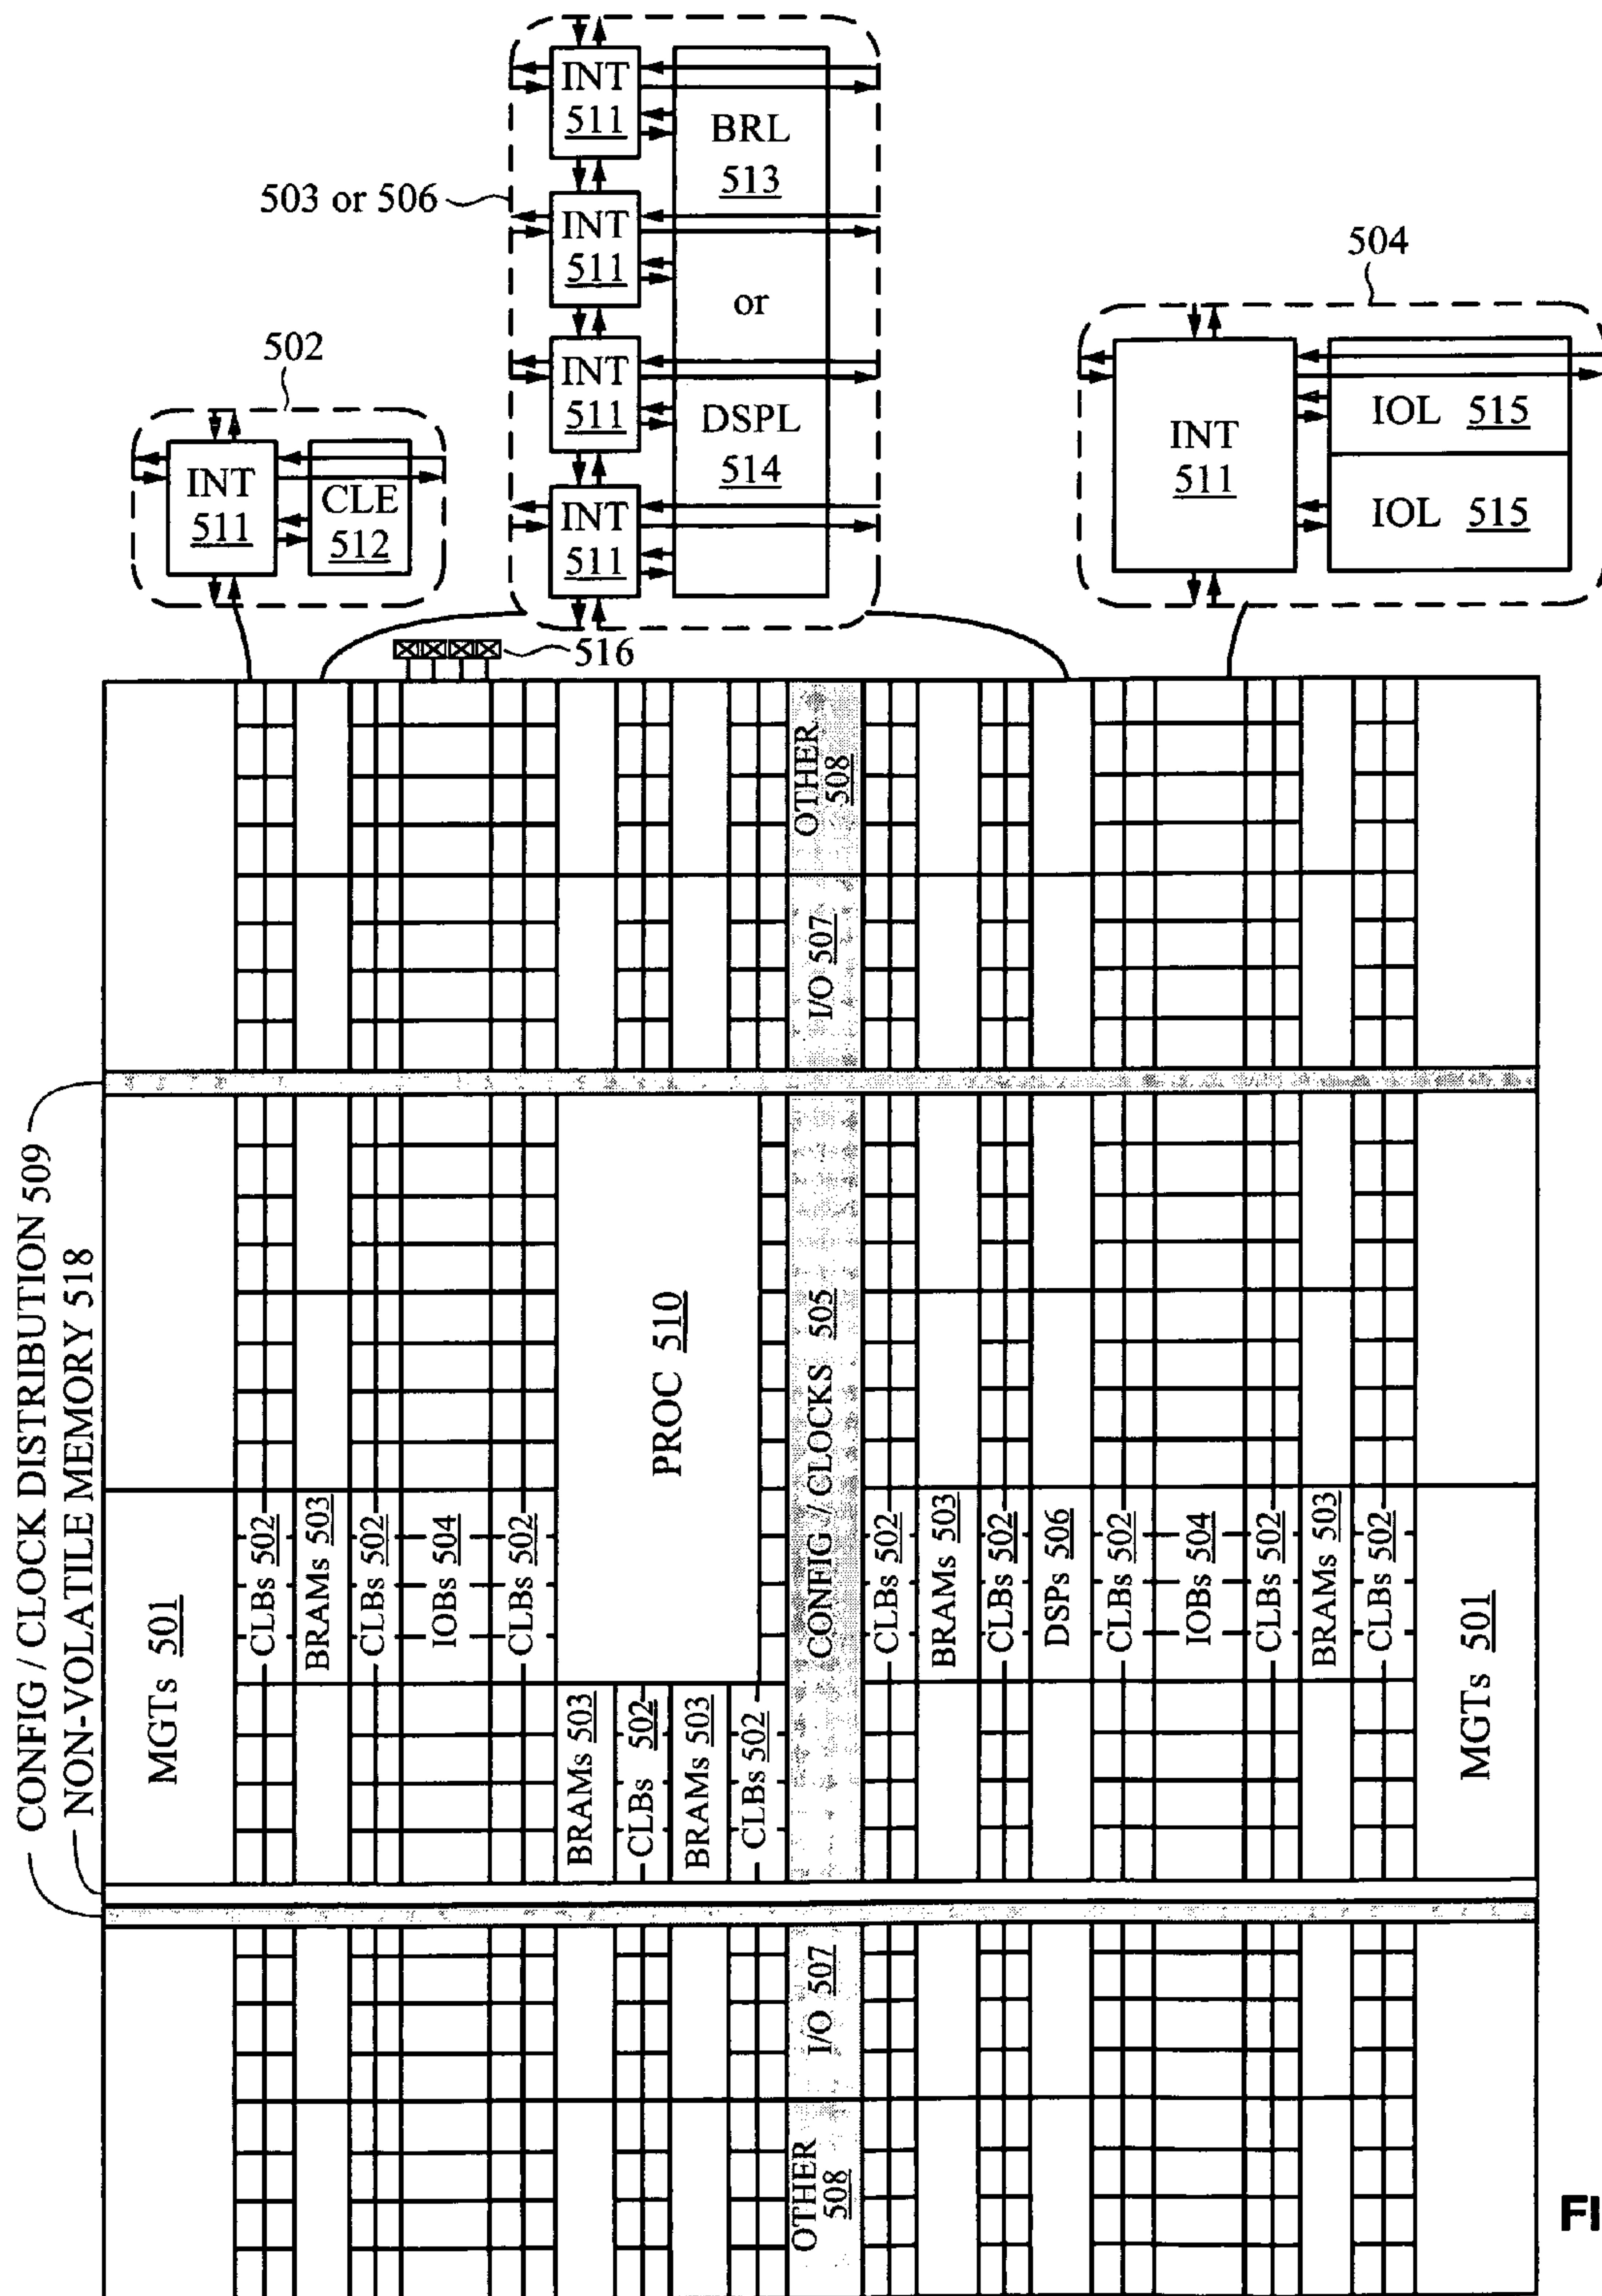 INT
511
BRL
513
503 or 506
INT
511
or
504
502
INT
511
DSPL
514
INT
511
IOL 515
IOL 515
INT
511
CLE
512
INT
511
516
OTHER
508
I/O 507
CONFIG / CLOCK DISTRIBUTION 509
NON-VOLATILE MEMORY 518
PROC 510
CONFIG / CLOCKS 505
MGTs 501
CLBs 502
BRAMs 503
CLBs 502
IOBs 504
CLBs 502
BRAMs 503
CLBs 502
BRAMs 503
CLBs 502
CLBs 502
BRAMs 503
CLBs 502
DSPs 506
CLBs 502
IOBs 504
CLBs 502
BRAMs 503
CLBs 502
MGTs 501
I/O 507
OTHER
508
FI